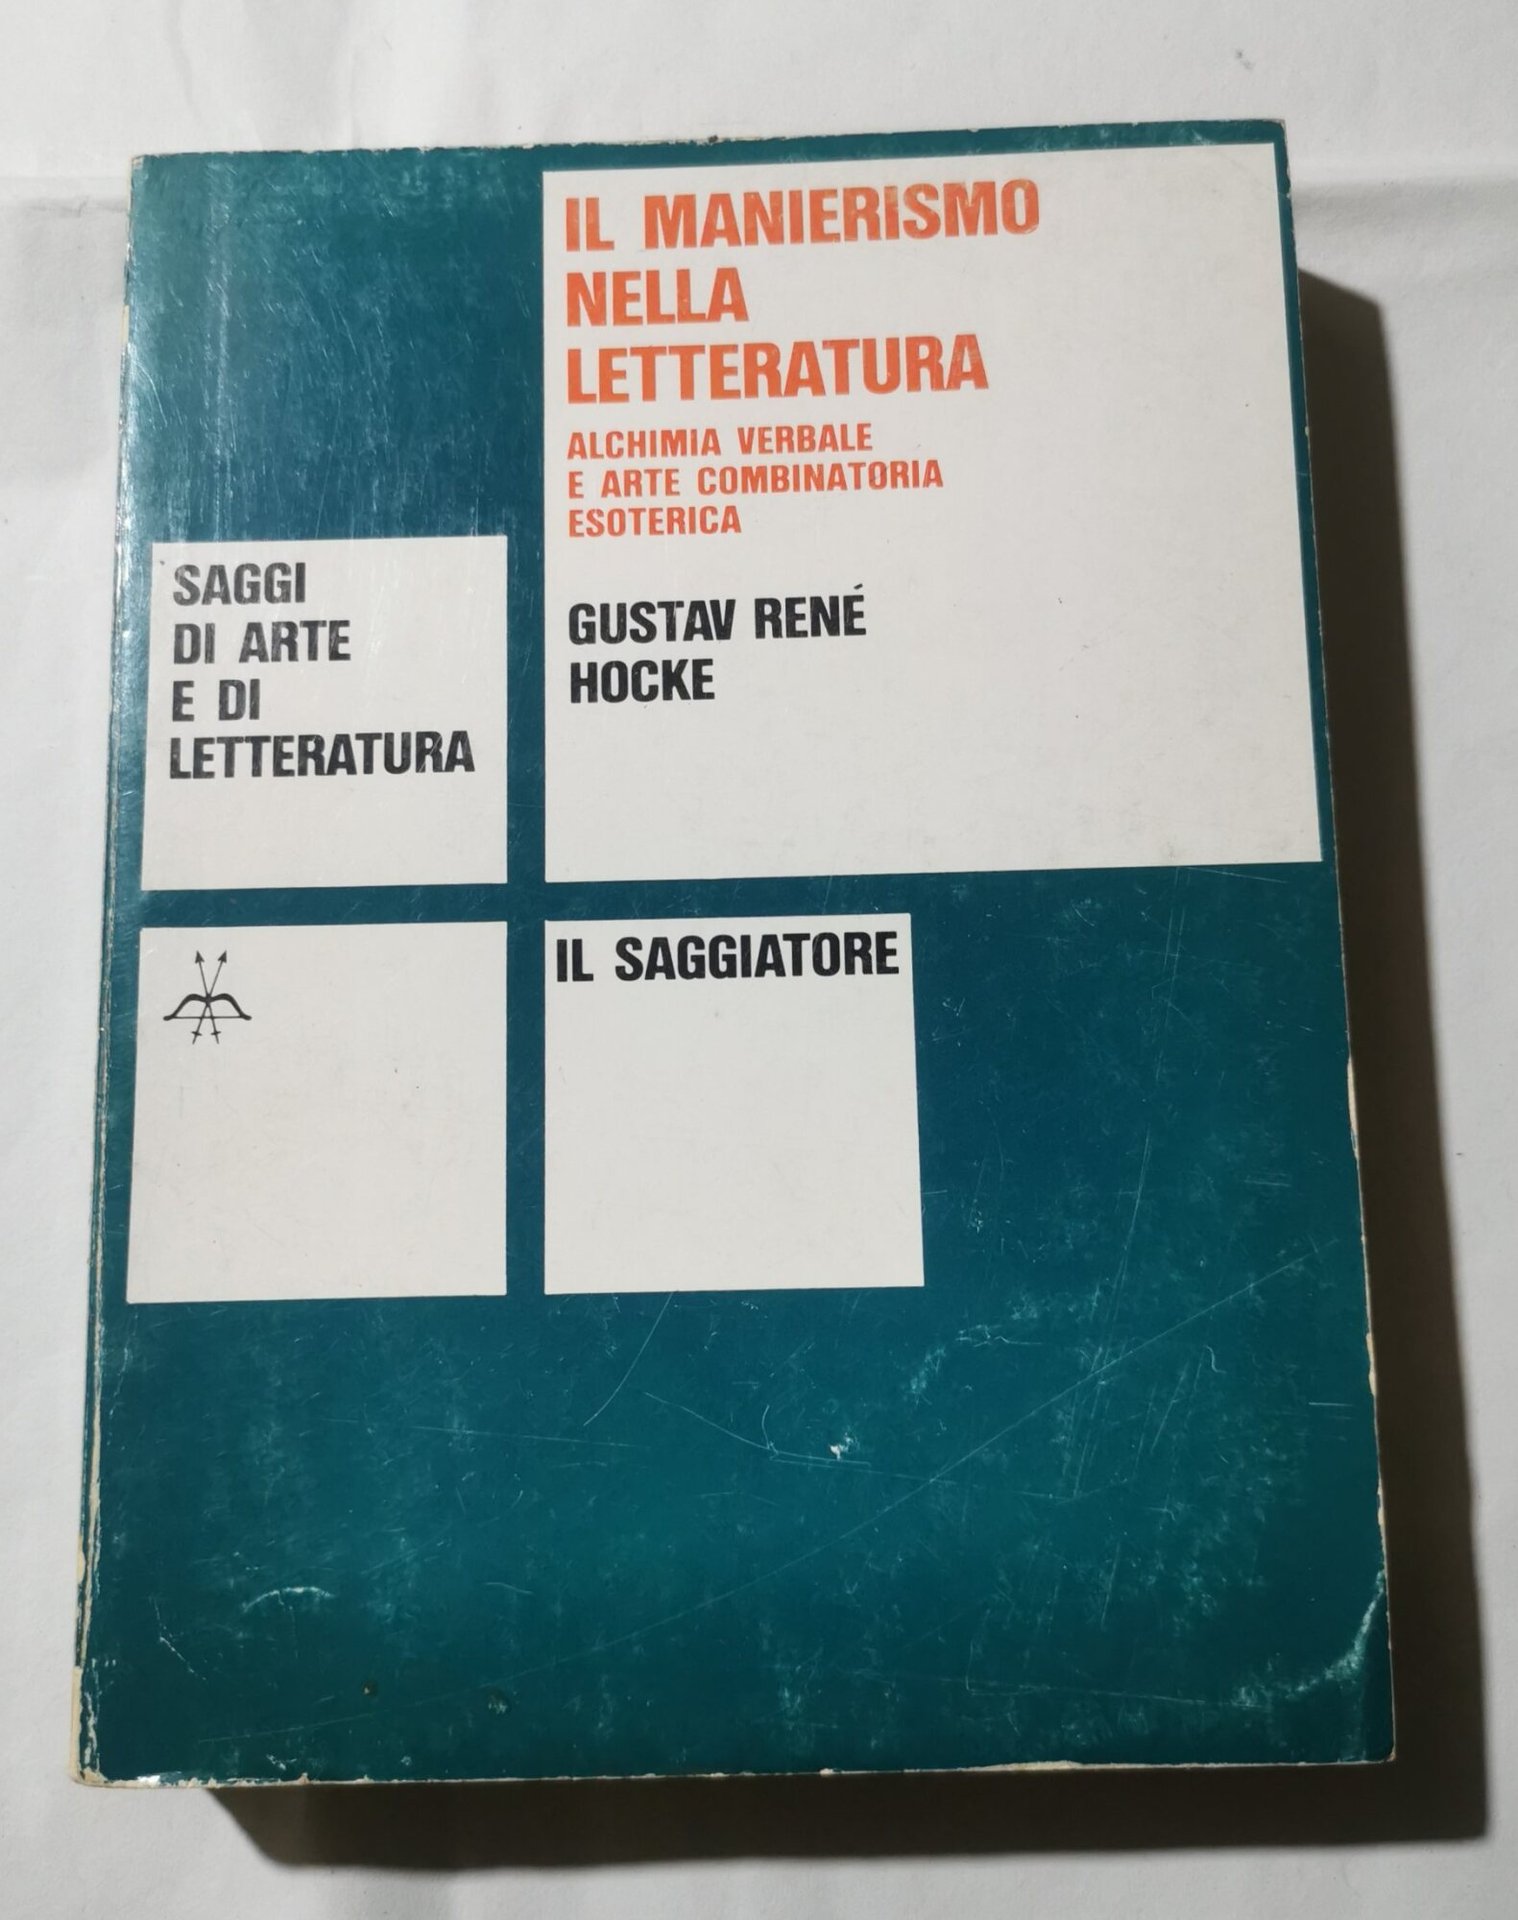 IL MANIERISMO
NELLA
LETTERATURA
ALCHIMIA VERBALE
E ARTE COMBINATORIA
ESOTERICA
GUSTAV RENÉ
HOCKE
SAGGI
DI ARTE
E DI
LETTERATURA
IL SAGGIATORE